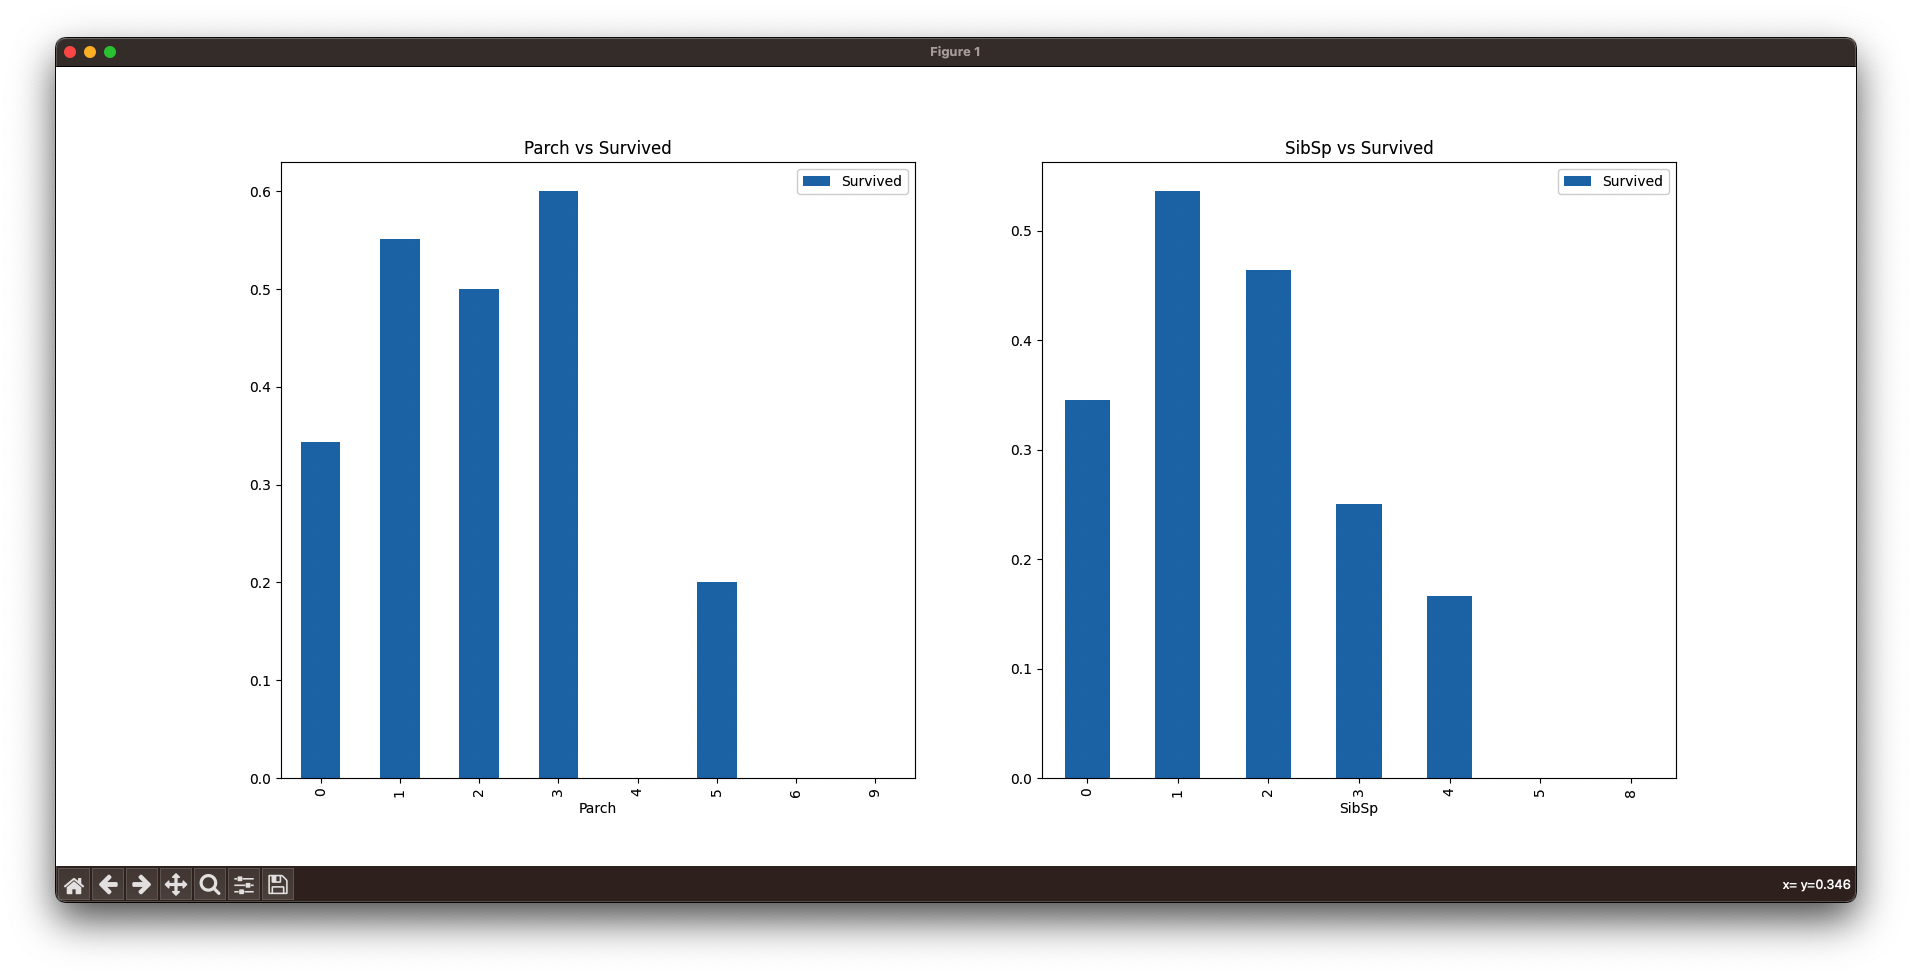 Figure 1
Parch vs Survived
Survived
0.6
0.5
0.4
0.3
0.2
0.1
0.0
0 1 2 3 4 5 6 9
Parch
SibSp vs Survived
Survived
0.5
0.4
0.3
0.2
0.1
0.0
0 1 2 3 4 5 8
SibSp
x= y=0.346